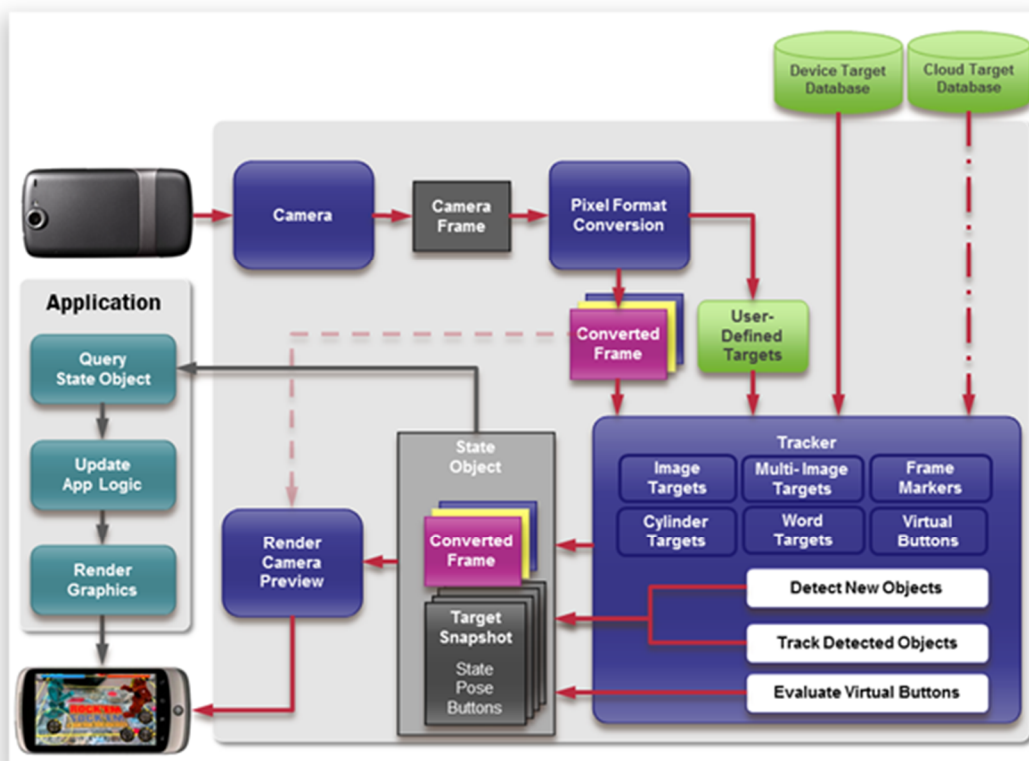 Device Target
Database
Cloud Target
Database
Camera
Camera
Frame
Pixel Format
Conversion
Application
Query
State Object
Update
App Logic
Render
Graphics
Converted
Frame
User-
Defined
Targets
Render
Camera
Preview
State
Object
Converted
Frame
Target
Snapshot
State
Pose
Buttons
Tracker
Image
Targets
Multi-Image
Targets
Frame
Markers
Cylinder
Targets
Word
Targets
Virtual
Buttons
Detect New Objects
Track Detected Objects
Evaluate Virtual Buttons